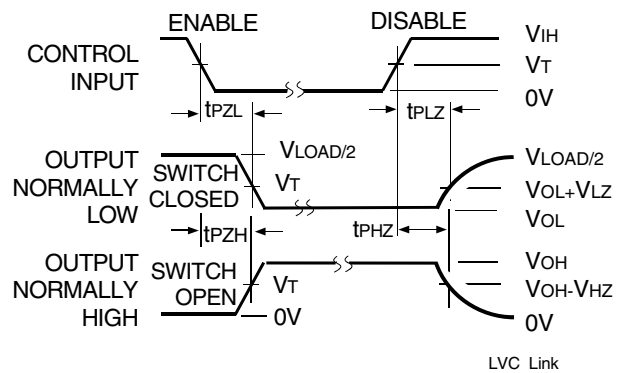 ENABLE
DISABLE
CONTROL
INPUT
VIH
VT
0V
tPZL
tPLZ
OUTPUT
NORMALLY
LOW
SWITCH
CLOSED
VLOAD/2
VT
VLOAD/2
VOL+VLZ
VOL
tPZH
tPHZ
OUTPUT
NORMALLY
HIGH
SWITCH
OPEN
VT
0V
VOH
VOH-VHZ
0V
LVC Link